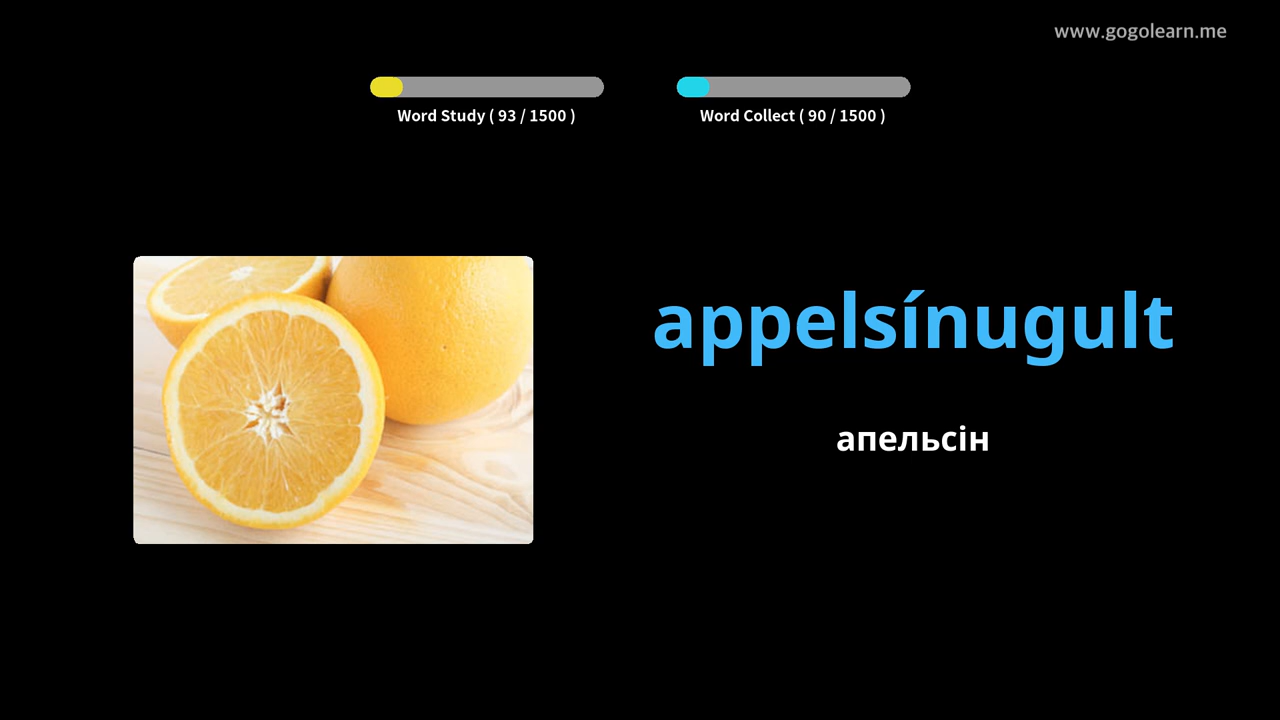 www.gogolearn.me
Word Study ( 93 / 1500 )
Word Collect ( 90 / 1500 )
appelsínugult
апельсін